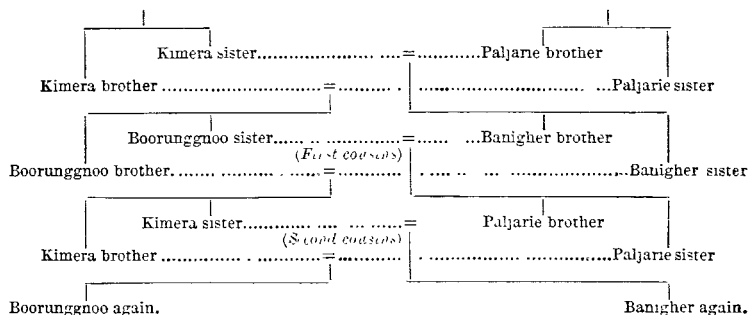 Kimera sister = Paljarie brother
Kimera brother = Paljarie sister
Boorunggnoo sister = Banigher brother
(First cousins)
Boorunggnoo brother. = Banigher sister
Kimera sister = Paljarie brother
(Second cousins)
Kimera brother = Paljarie sister
Boorunggnoo again. Banigher again.